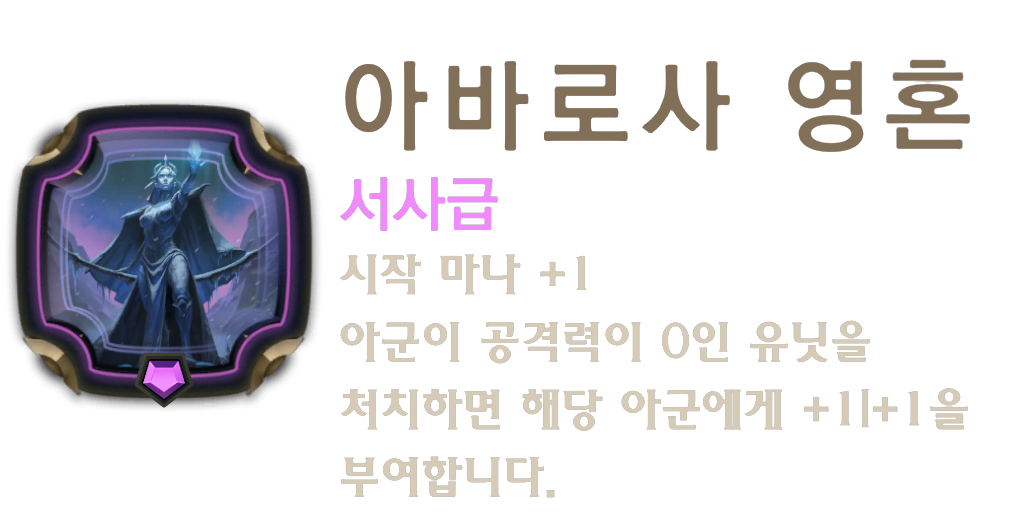 아바로사 영혼
서사급
시작 마나 +1
아군이 공격력이 0인 유닛을
처치하면 해당 아군에게 +1|+1을
부여합니다.